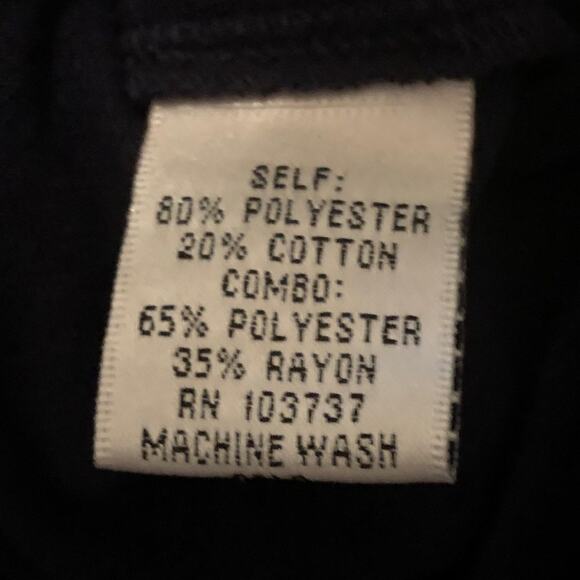 SELF:
80% POLYESTER
20% COTTON
COMBO:
65% POLYESTER
35% RAYON
RN 103737
MACHINE WASH